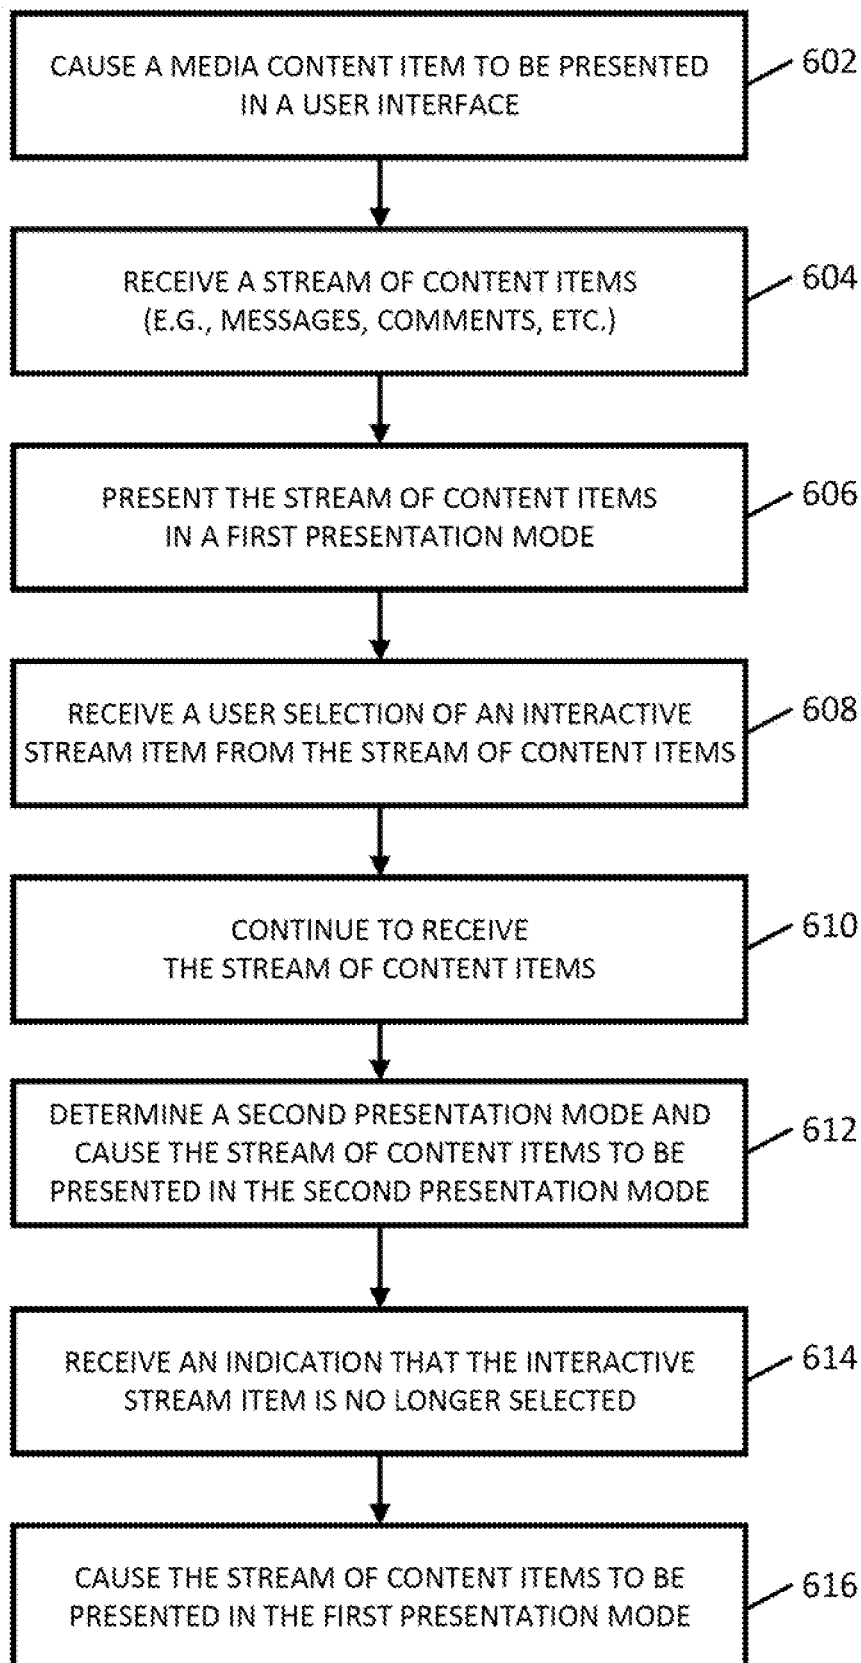 CAUSE A MEDIA CONTENT ITEM TO BE PRESENTED
IN A USER INTERFACE
602
RECEIVE A STREAM OF CONTENT ITEMS
(E.G., MESSAGES, COMMENTS, ETC.)
604
PRESENT THE STREAM OF CONTENT ITEMS
IN A FIRST PRESENTATION MODE
606
RECEIVE A USER SELECTION OF AN INTERACTIVE
STREAM ITEM FROM THE STREAM OF CONTENT ITEMS
608
CONTINUE TO RECEIVE
THE STREAM OF CONTENT ITEMS
610
DETERMINE A SECOND PRESENTATION MODE AND
CAUSE THE STREAM OF CONTENT ITEMS TO BE
PRESENTED IN THE SECOND PRESENTATION MODE
612
RECEIVE AN INDICATION THAT THE INTERACTIVE
STREAM ITEM IS NO LONGER SELECTED
614
CAUSE THE STREAM OF CONTENT ITEMS TO BE
PRESENTED IN THE FIRST PRESENTATION MODE
616